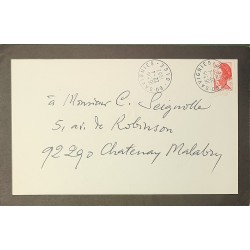 à Monsieur C. Seignolle
5, av. de Robinson
92290 Chatenay Malabry